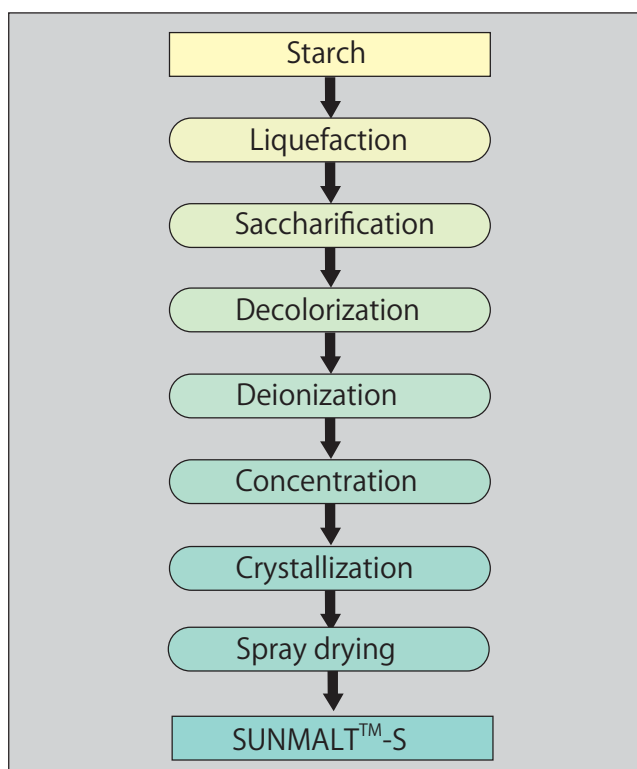 Starch
Liquefaction
Saccharification
Decolorization
Deionization
Concentration
Crystallization
Spray drying
SUNMALT™-S